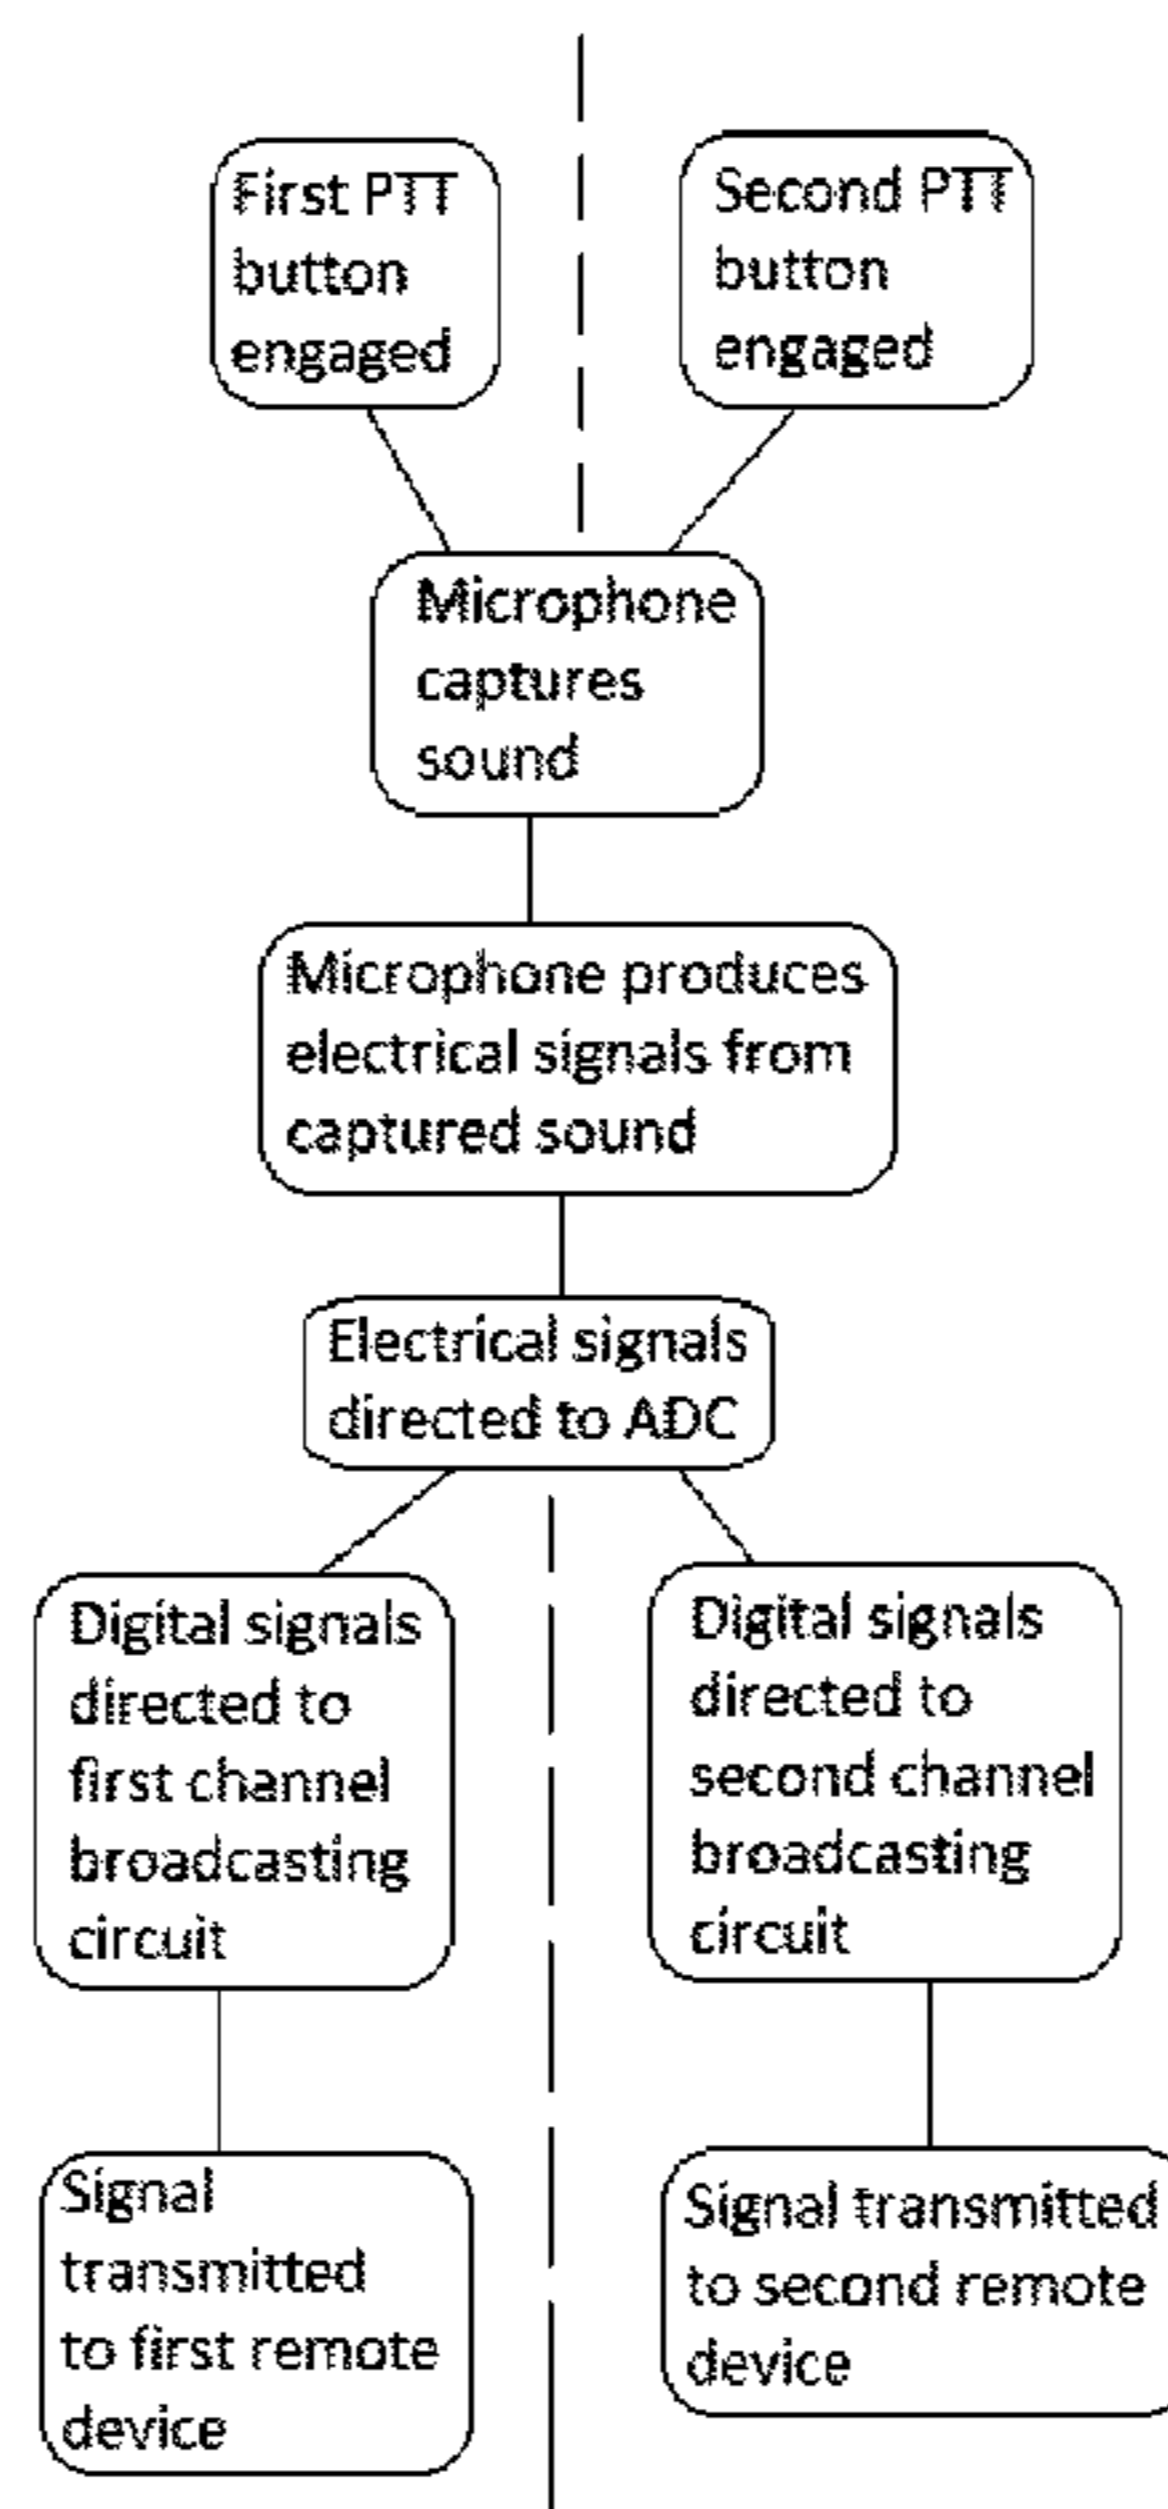 First PTT
button
engaged
Second PTT
button
engaged
Microphone
captures
sound
Microphone produces
electrical signals from
captured sound
Electrical signals
directed to ADC
Digital signals
directed to
first channel
broadcasting
circuit
Digital signals
directed to
second channel
broadcasting
circuit
Signal
transmitted
to first remote
device
Signal transmitted
to second remote
device